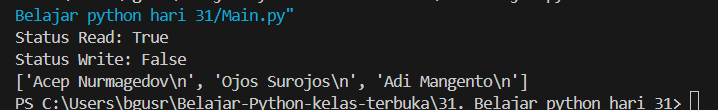 Belajar python hari 31/Main.py"
Status Read: True
Status Write: False
['Acep Nurmagedov\n', 'Ojos Surojos\n', 'Adi Mangento\n']
PS C:\Users\bgusr\Belajar-Python-kelas-terbuka\31. Belajar python hari 31>